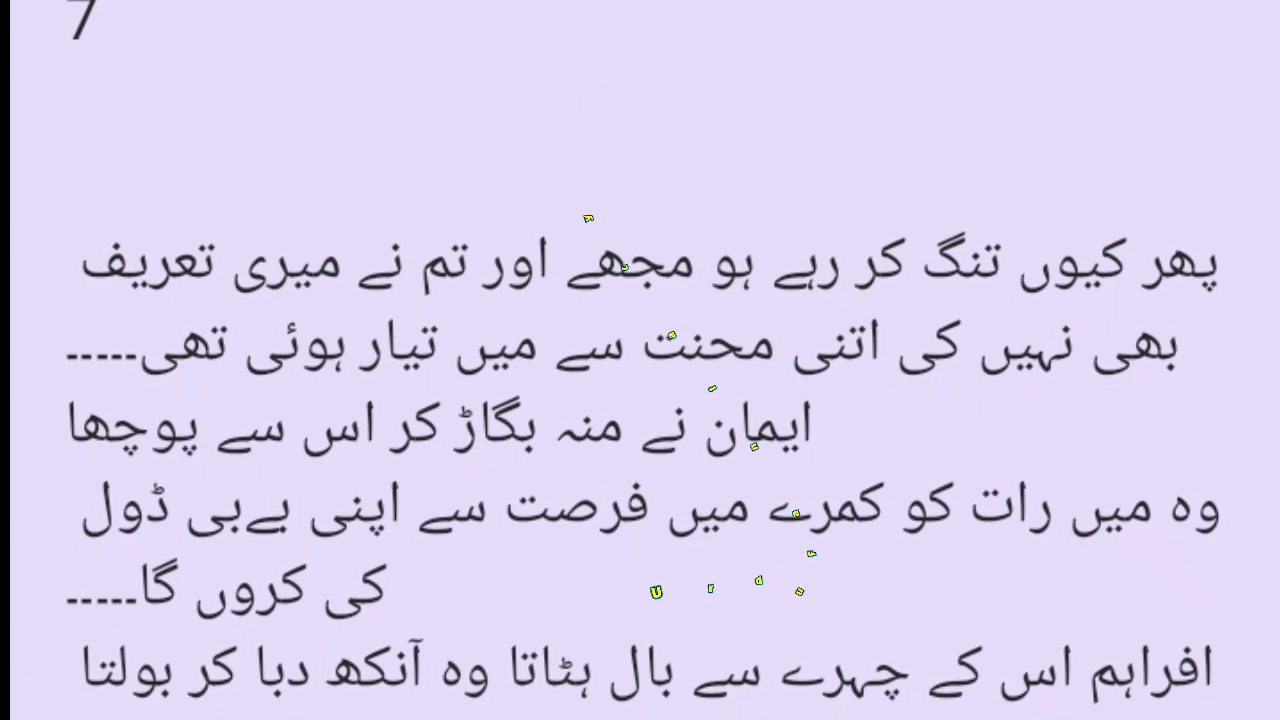 7
پھر کیوں تنگ کر رہے ہو مجھے اور تم نے میری تعریف
بھی نہیں کی اتنی محنت سے میں تیار ہوئی تھی-----
ایمان نے منہ بگاڑ کر اس سے پوچھا
وہ میں رات کو کمرے میں فرصت سے اپنی بےبی ڈول
کی کروں گا-----
افراہم اس کے چہرے سے بال ہٹاتا وہ آنکھ دبا کر بولتا